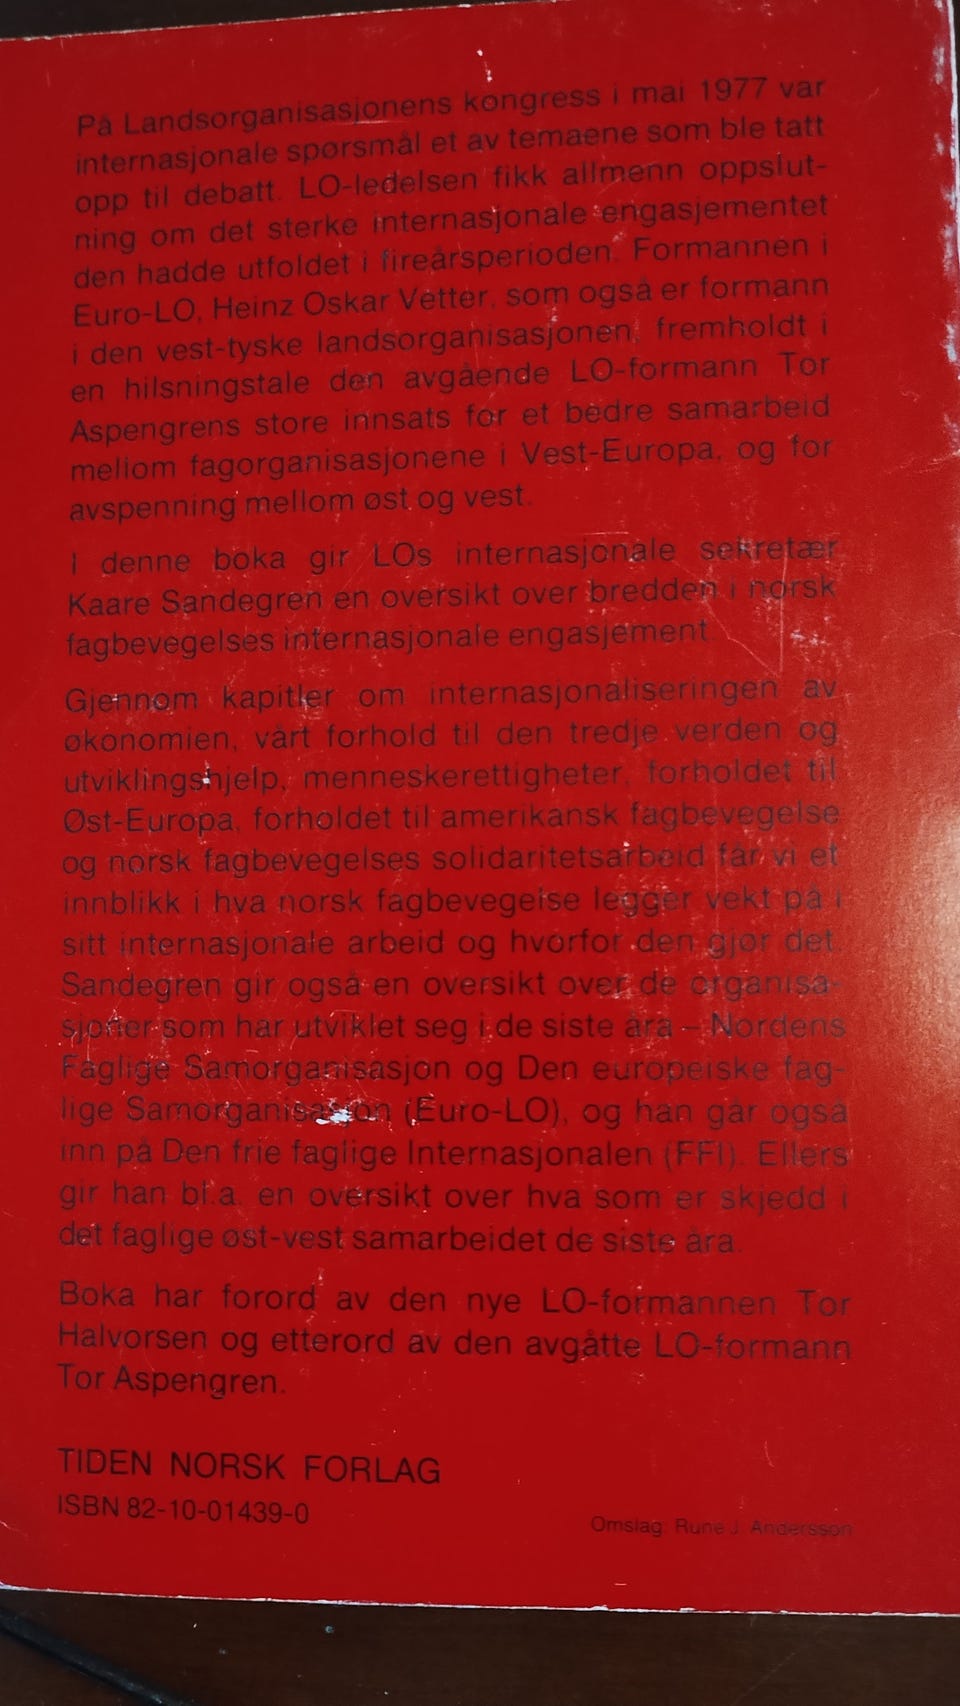 På Landsorganisasjonens kongress i mai 1977 var
internasjonale spørsmål et av temaene som ble tatt
opp til debatt. LO-ledelsen fikk allmenn oppslut-
ning om det sterke internasjonale engasjementet
den hadde utfoldet i fireårsperioden. Formannen i
Euro-LO, Heinz Oskar Vetter, som også er formann
i den vest-tyske landsorganisasjonen, fremholdt i
en hilsningstale den avgående LO-formann Tor
Aspengrens store innsats for et bedre samarbeid
mellom fagorganisasjonene i Vest-Europa, og for
avspenning mellom øst og vest.
I denne boka gir LOs internasjonale sekretær
Kaare Sandegren en oversikt over bredden i norsk
fagbevegelses internasjonale engasjement.
Gjennom kapitler om internasjonaliseringen av
økonomien, vårt forhold til den tredje verden og
utviklingshjelp, menneskerettigheter, forholdet til
Øst-Europa, forholdet til amerikansk fagbevegelse
og norsk fagbevegelses solidaritetsarbeid får vi et
innblikk i hva norsk fagbevegelse legger vekt på i
sitt internasjonale arbeid og hvorfor den gjør det.
Sandegren gir også en oversikt over de organisa-
sjoner som har utviklet seg i de siste åra – Nordens
Faglige Samorganisasjon og Den europeiske fag-
lige Samorganisasjon (Euro-LO), og han går også
inn på Den frie faglige Internasjonalen (FFI). Ellers
gir han bl.a. en oversikt over hva som er skjedd i
det faglige øst-vest samarbeidet de siste åra.
Boka har forord av den nye LO-formannen Tor
Halvorsen og etterord av den avgåtte LO-formann
Tor Aspengren.
TIDEN NORSK FORLAG
ISBN 82-10-01439-0
Omslag: Rune J. Andersson